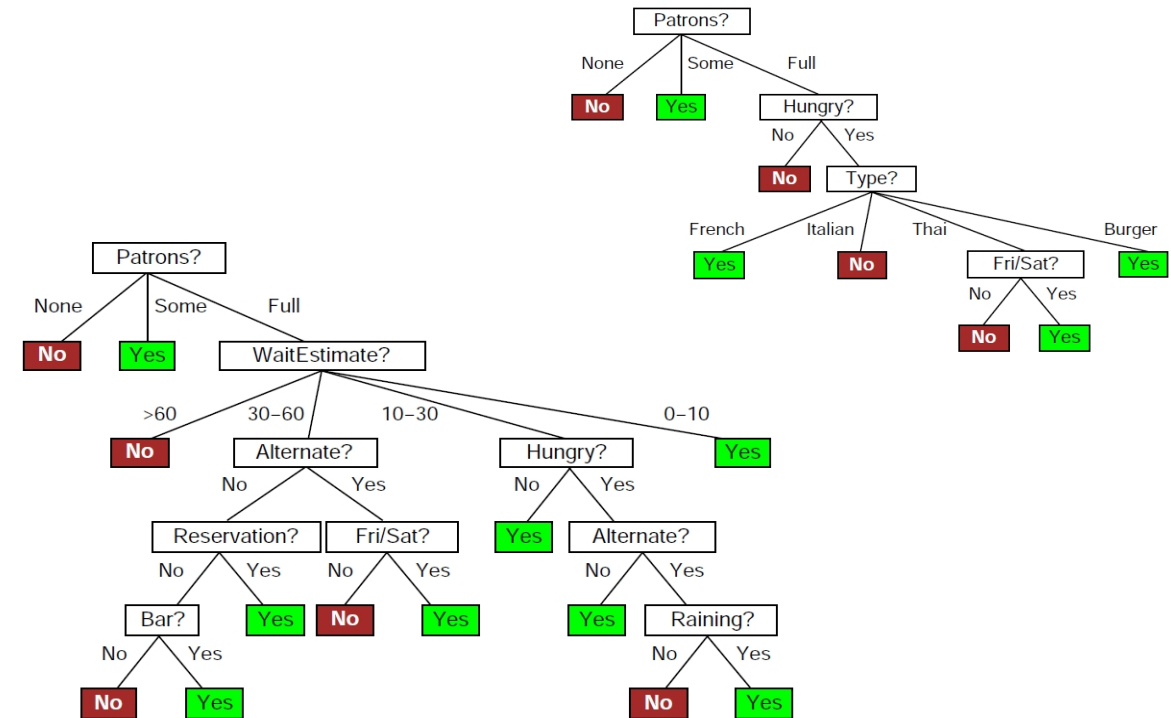 Patrons?
None Some Full
No Yes Hungry?
No Yes
No Type?
French Italian Thai Burger
Yes No Fri/Sat? Yes
No Yes
No Yes
Patrons?
None Some Full
No Yes WaitEstimate?
>60 30–60 10–30 0–10
No Alternate? Hungry? Yes
No Yes No Yes
Reservation? Fri/Sat? Yes Alternate?
No Yes No Yes No Yes
Bar? Yes No Yes Yes Raining?
No Yes No Yes
No Yes No Yes